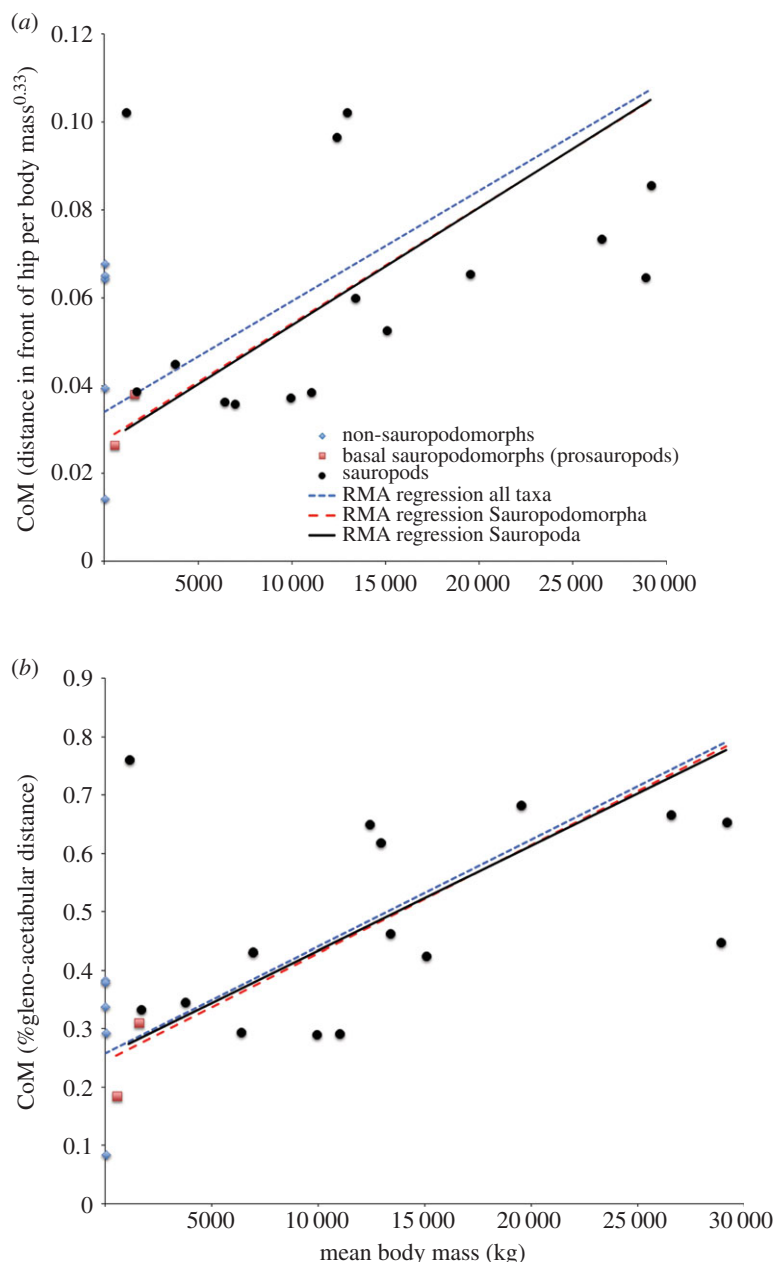 (a)
0.12
0.10
0.08
0.06
0.04
0.02
0
CoM (distance in front of hip per body mass^0.33)
non-sauropodomorphs
basal sauropodomorphs (prosauropods)
sauropods
RMA regression all taxa
RMA regression Sauropodomorpha
RMA regression Sauropoda
5000 10 000 15 000 20 000 25 000 30 000
(b)
0.9
0.8
0.7
0.6
0.5
0.4
0.3
0.2
0.1
0
CoM (%gleno-acetabular distance)
5000 10 000 15 000 20 000 25 000 30 000
mean body mass (kg)